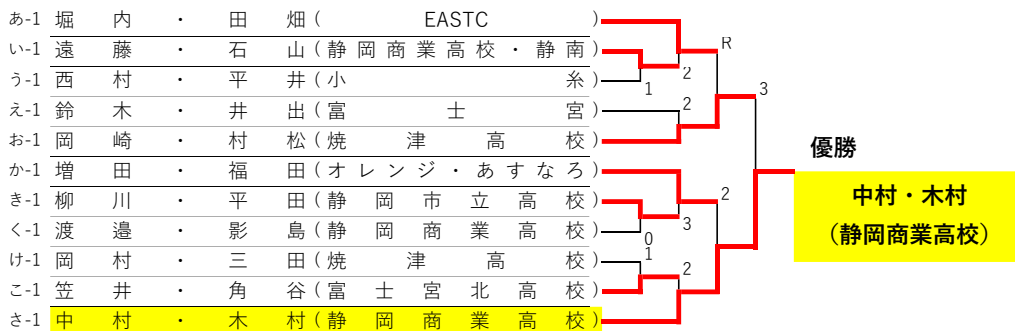 あ-1 堀内・田畑(EASTC)
い-1 遠藤・石山(静岡商業高校・静南)
う-1 西村・平井(小糸)
え-1 鈴木・井出(富士宮)
お-1 岡崎・村松(焼津高校)
か-1 増田・福田(オレンジ・あすなろ)
き-1 柳川・平田(静岡市立高校)
く-1 渡邉・影島(静岡商業高校)
け-1 岡村・三田(焼津高校)
こ-1 笠井・角谷(富士宮北高校)
さ-1 中村・木村(静岡商業高校)
R
2
1
3
2
2
3
0
1
2
優勝
中村・木村
(静岡商業高校)